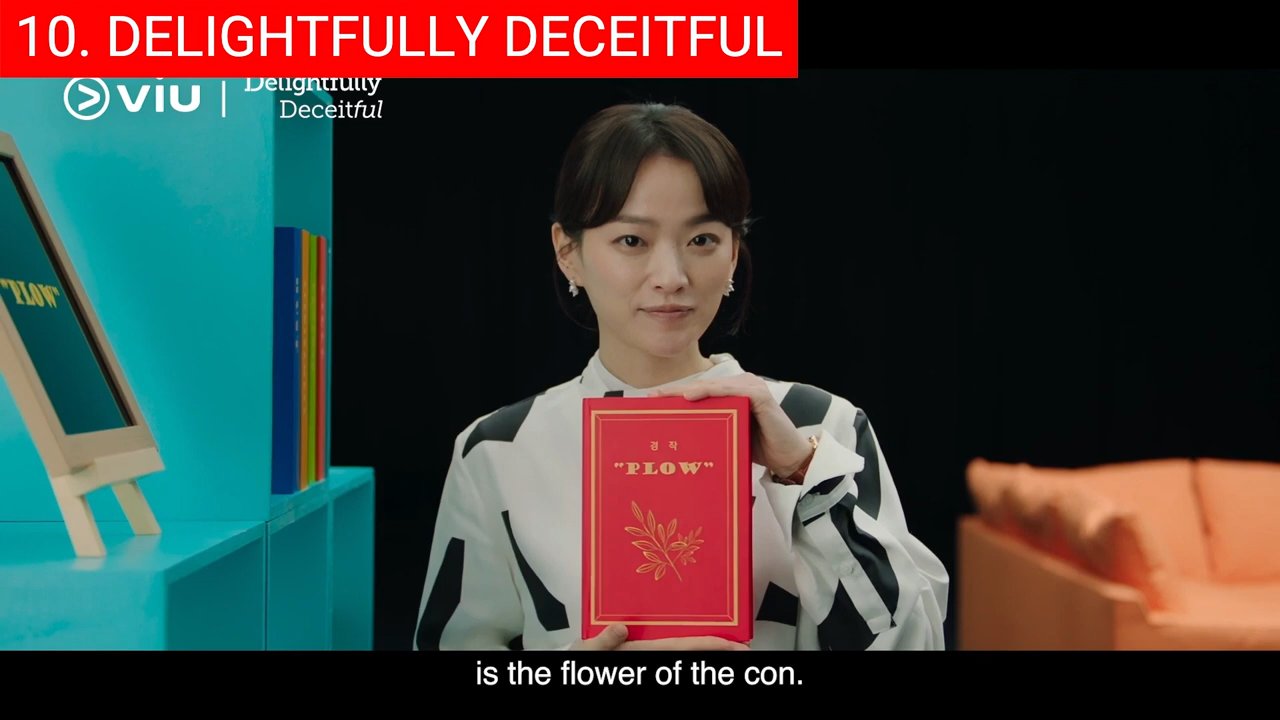 10. DELIGHTFULLY DECEITFUL
viu | Delightfully
Deceitful
"PLOW"
경작
"PLOW"
is the flower of the con.